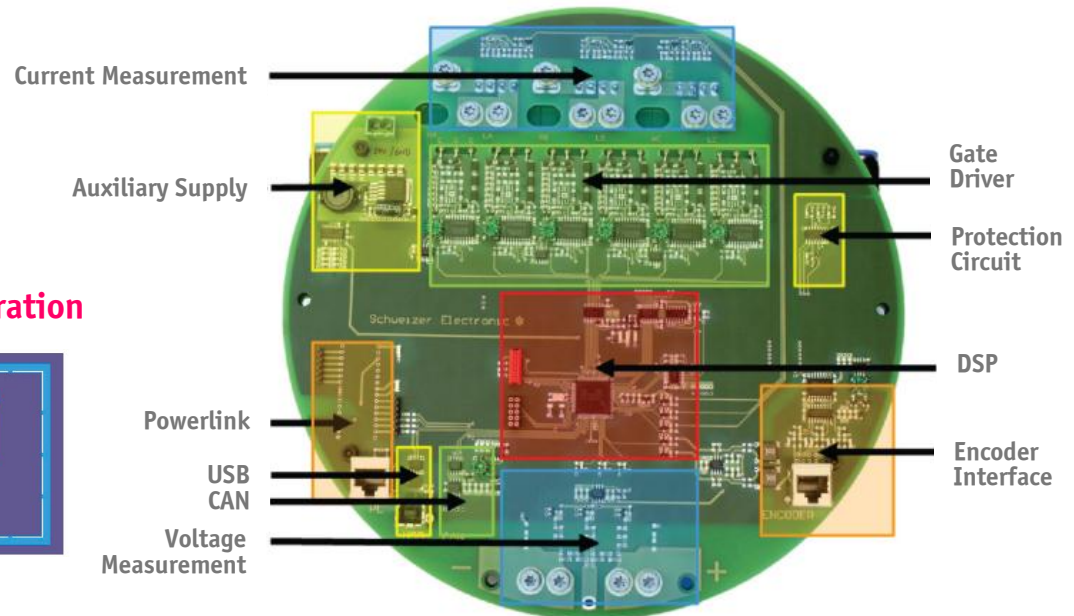 Current Measurement
Auxiliary Supply
Gate
Driver
Protection
Circuit
ration
Schweizer Electronic ®
DSP
Powerlink
USB
CAN
Encoder
Interface
ENCODER
Voltage
Measurement
− +